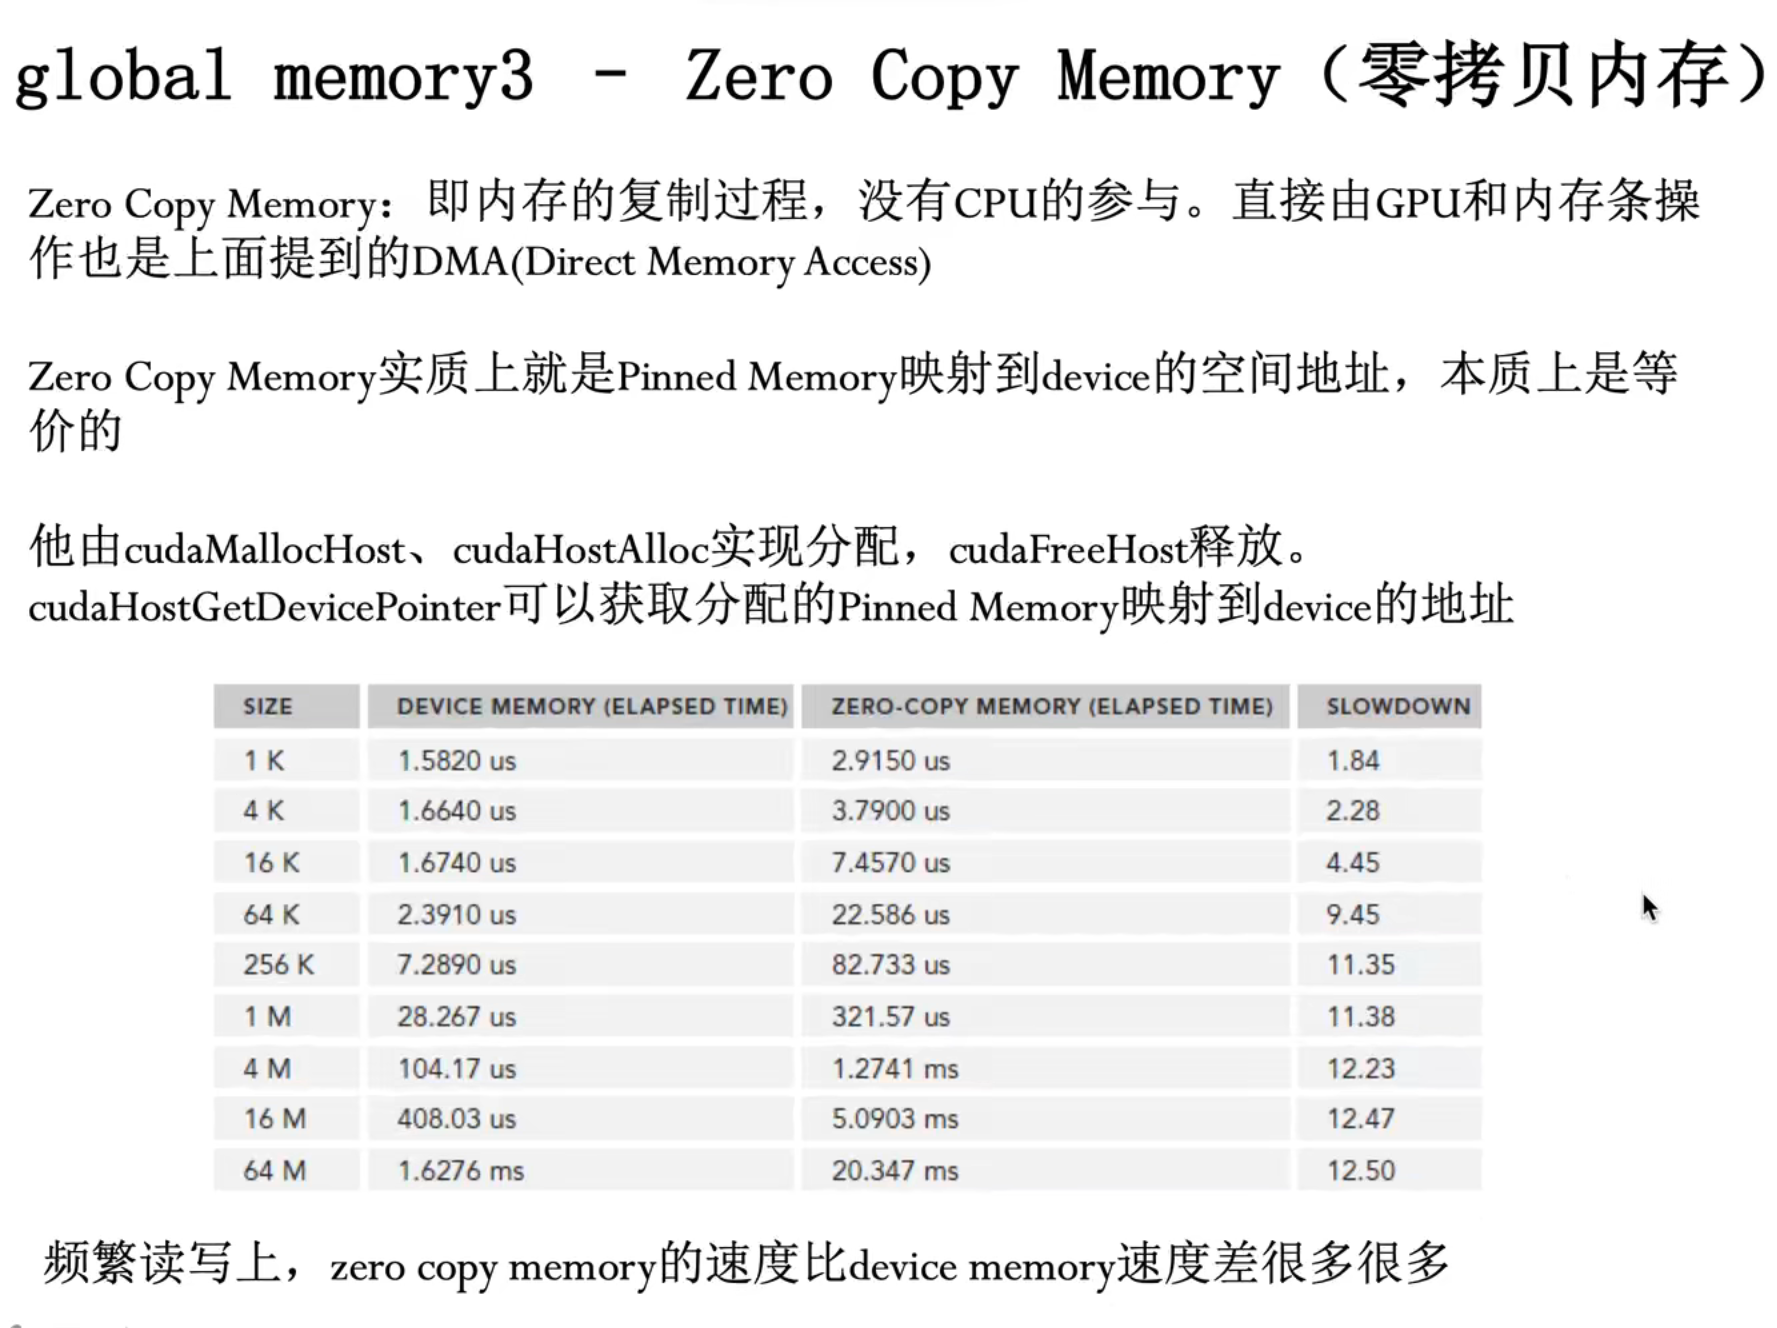 global memory3 - Zero Copy Memory（零拷贝内存）
Zero Copy Memory： 即内存的复制过程，没有CPU的参与。直接由GPU和内存条操
作也是上面提到的DMA(Direct Memory Access)
Zero Copy Memory实质上就是Pinned Memory映射到device的空间地址，本质上是等
价的
他由cudaMallocHost、cudaHostAlloc实现分配，cudaFreeHost释放。
cudaHostGetDevicePointer可以获取分配的Pinned Memory映射到device的地址
SIZE DEVICE MEMORY (ELAPSED TIME) ZERO-COPY MEMORY (ELAPSED TIME) SLOWDOWN
1 K 1.5820 us 2.9150 us 1.84
4 K 1.6640 us 3.7900 us 2.28
16 K 1.6740 us 7.4570 us 4.45
64 K 2.3910 us 22.586 us 9.45
256 K 7.2890 us 82.733 us 11.35
1 M 28.267 us 321.57 us 11.38
4 M 104.17 us 1.2741 ms 12.23
16 M 408.03 us 5.0903 ms 12.47
64 M 1.6276 ms 20.347 ms 12.50
频繁读写上，zero copy memory的速度比device memory速度差很多很多